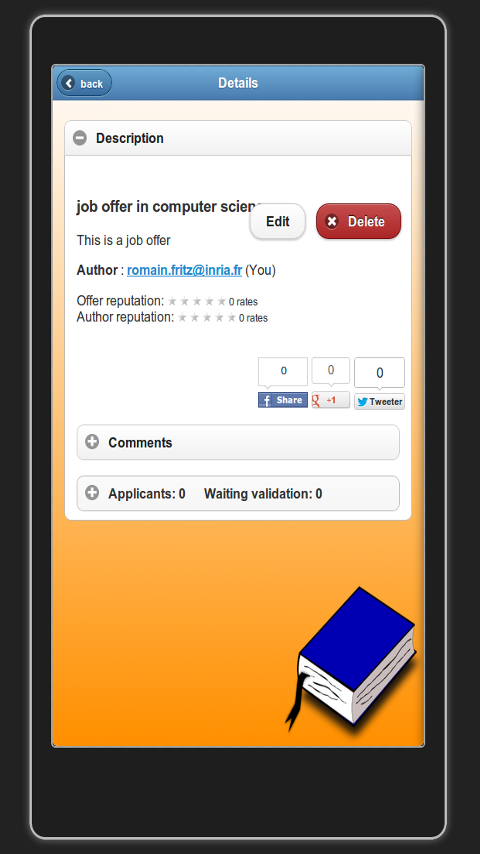 back
Details
Description
job offer in computer scienc
Edit
Delete
This is a job offer
Author : romain.fritz@inria.fr (You)
Offer reputation: 0 rates
Author reputation: 0 rates
0
0
0
f Share
g +1
Tweeter
Comments
Applicants: 0 Waiting validation: 0